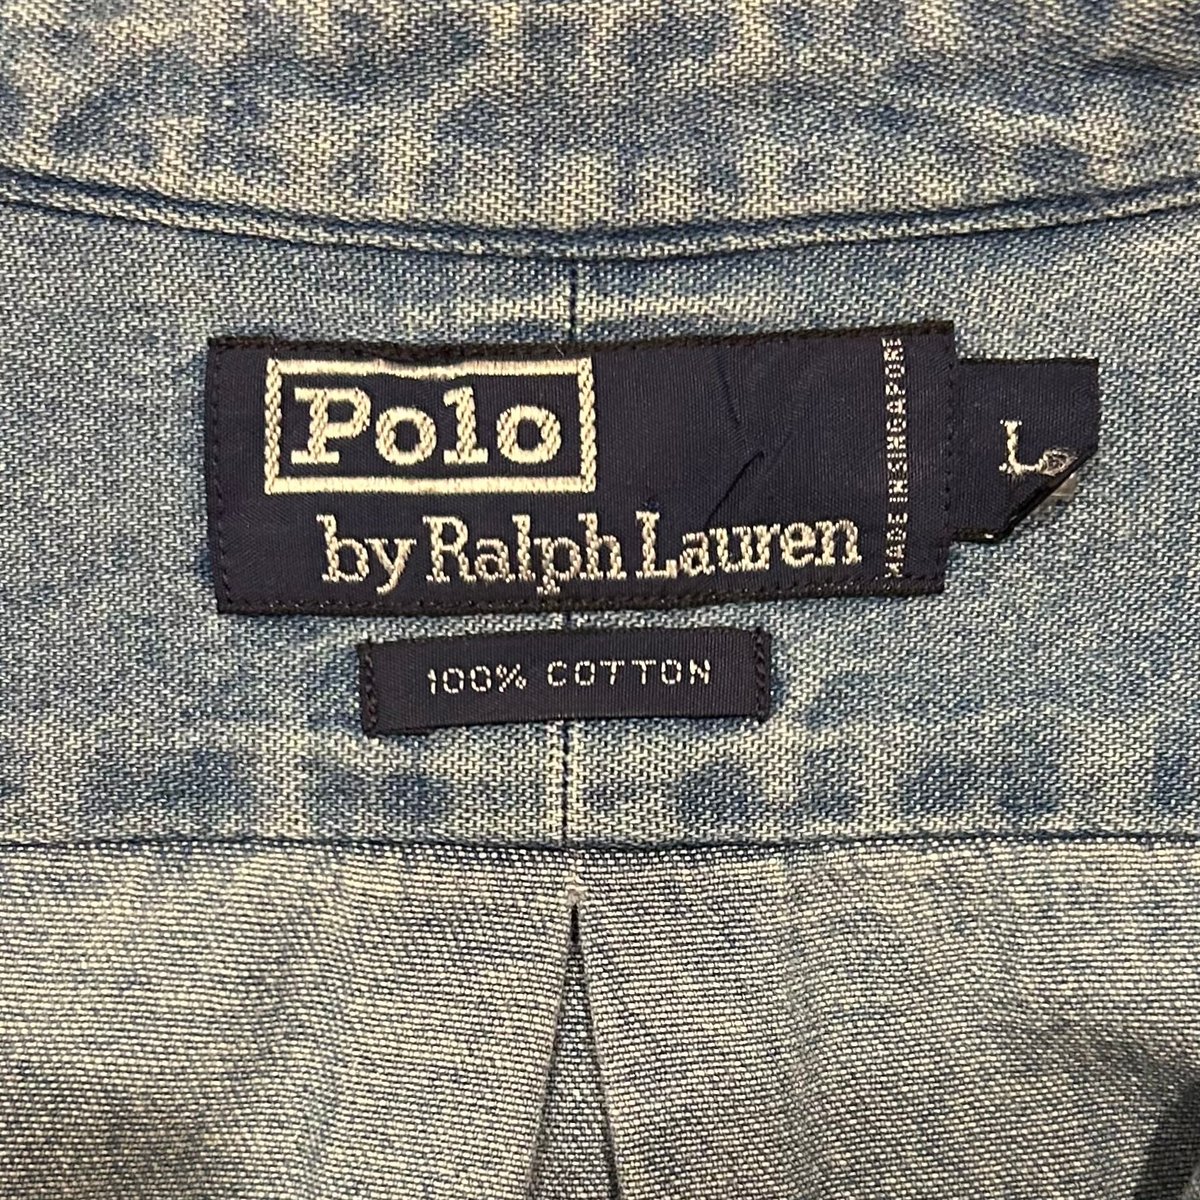 Polo
by Ralph Lauren
MADE IN SINGAPORE
L
100% COTTON